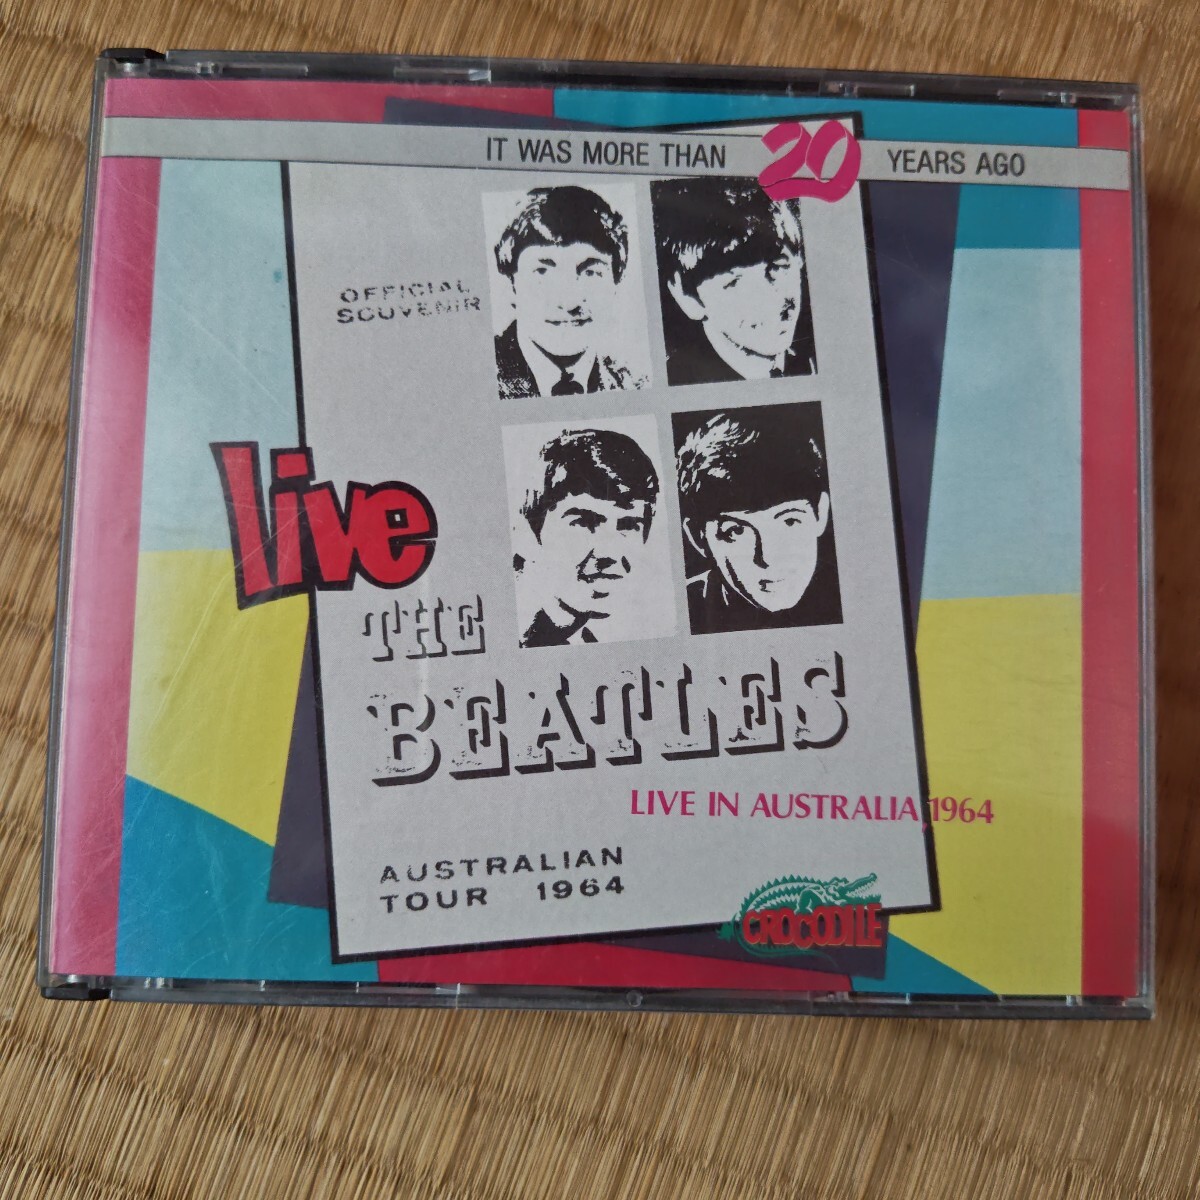 IT WAS MORE THAN 20 YEARS AGO
OFFICIAL
SOUVENIR
live
THE
BEATLES
LIVE IN AUSTRALIA, 1964
AUSTRALIAN
TOUR 1964
CROCODILE